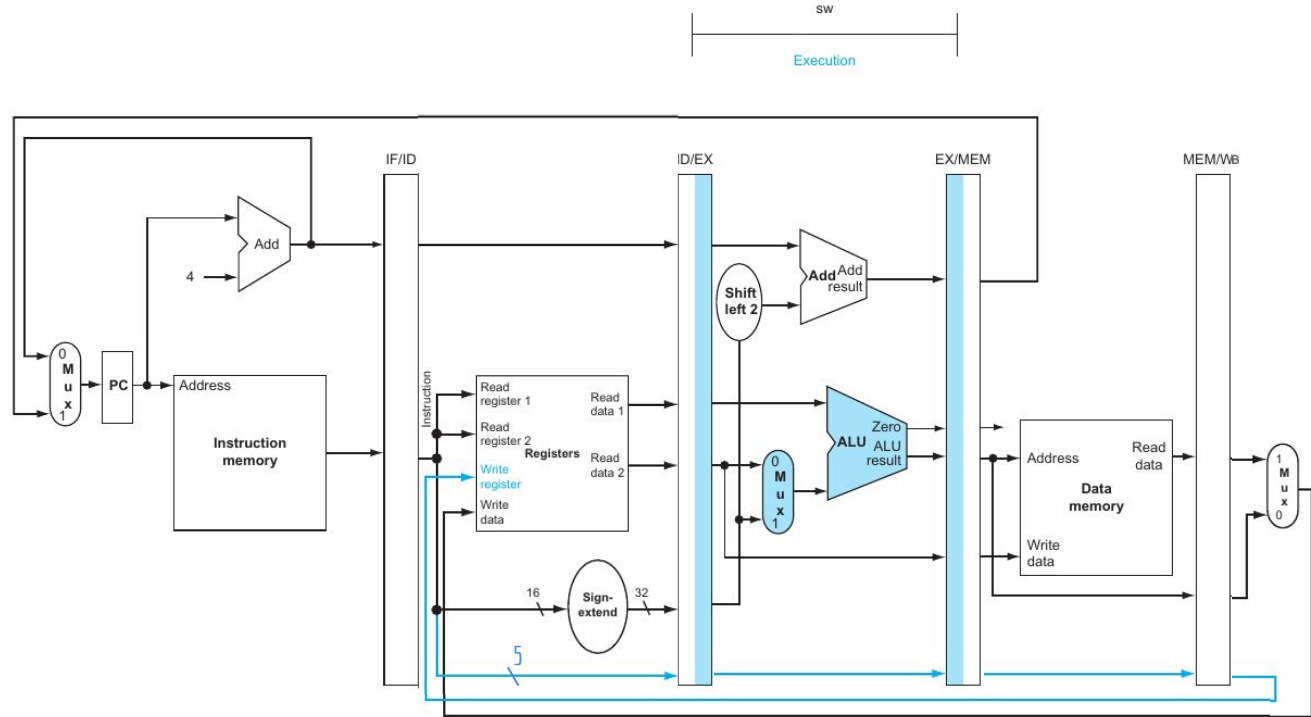 sw
Execution
IF/ID
ID/EX
EX/MEM
MEM/WB
Add
4
Add Add
result
Shift
left 2
0
M
u
x
1
PC
Address
Instruction
memory
Instruction
Read
register 1
Read
register 2
Write
register
Write
data
Registers
Read
data 1
Read
data 2
0
M
u
x
1
ALU
Zero
ALU
result
Address
Data
memory
Write
data
Read
data
1
M
u
x
0
16
Sign-
extend
32
5